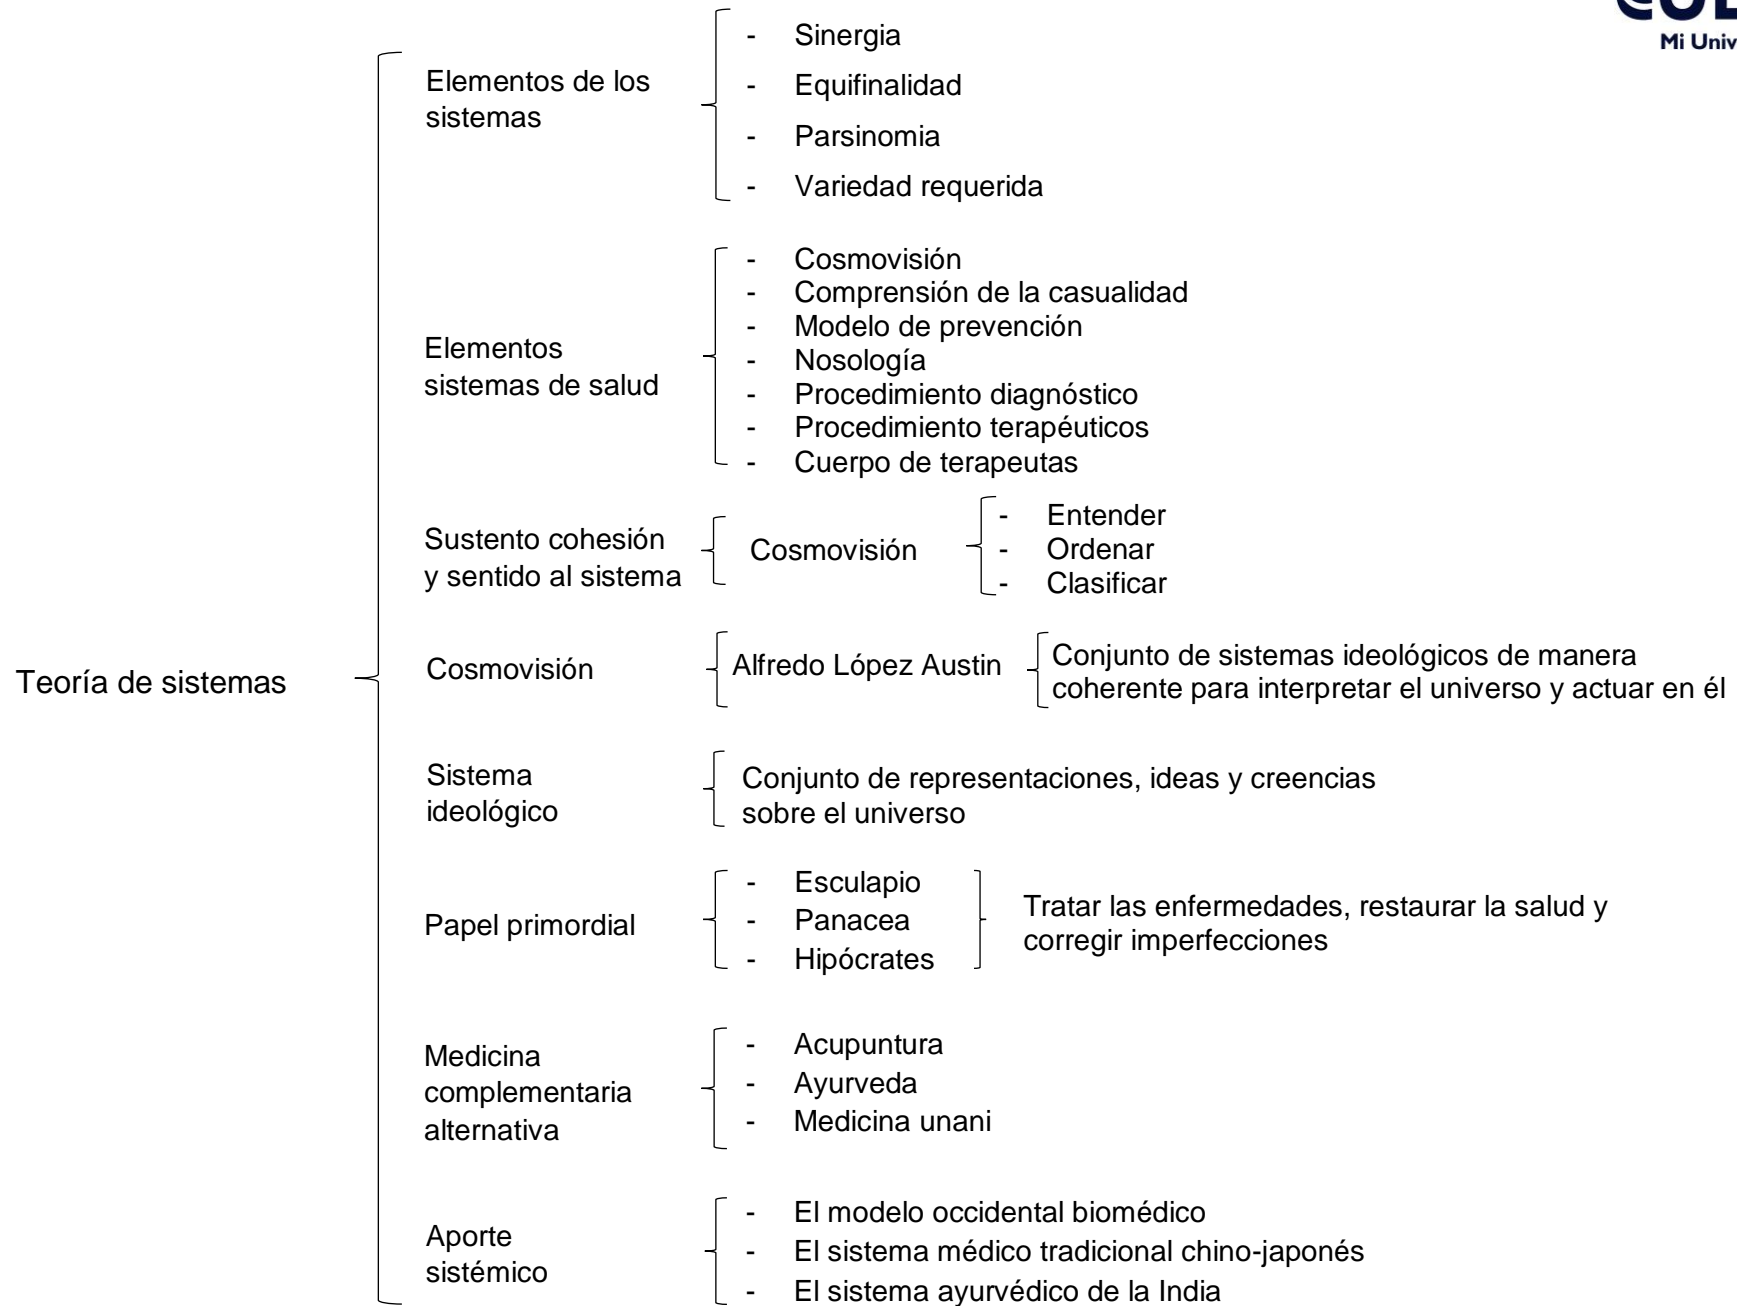 Mi Univ
- Sinergia
Elementos de los
sistemas
- Equifinalidad
- Parsinomia
- Variedad requerida
- Cosmovisión
- Comprensión de la casualidad
- Modelo de prevención
Elementos
sistemas de salud
- Nosología
- Procedimiento diagnóstico
- Procedimiento terapéuticos
- Cuerpo de terapeutas
Sustento cohesión
y sentido al sistema
Cosmovisión
- Entender
- Ordenar
- Clasificar
Teoría de sistemas
Cosmovisión
Alfredo López Austin
Conjunto de sistemas ideológicos de manera
coherente para interpretar el universo y actuar en él
Sistema
ideológico
Conjunto de representaciones, ideas y creencias
sobre el universo
Papel primordial
- Esculapio
- Panacea
- Hipócrates
Tratar las enfermedades, restaurar la salud y
corregir imperfecciones
Medicina
complementaria
alternativa
- Acupuntura
- Ayurveda
- Medicina unani
Aporte
sistémico
- El modelo occidental biomédico
- El sistema médico tradicional chino-japonés
- El sistema ayurvédico de la India